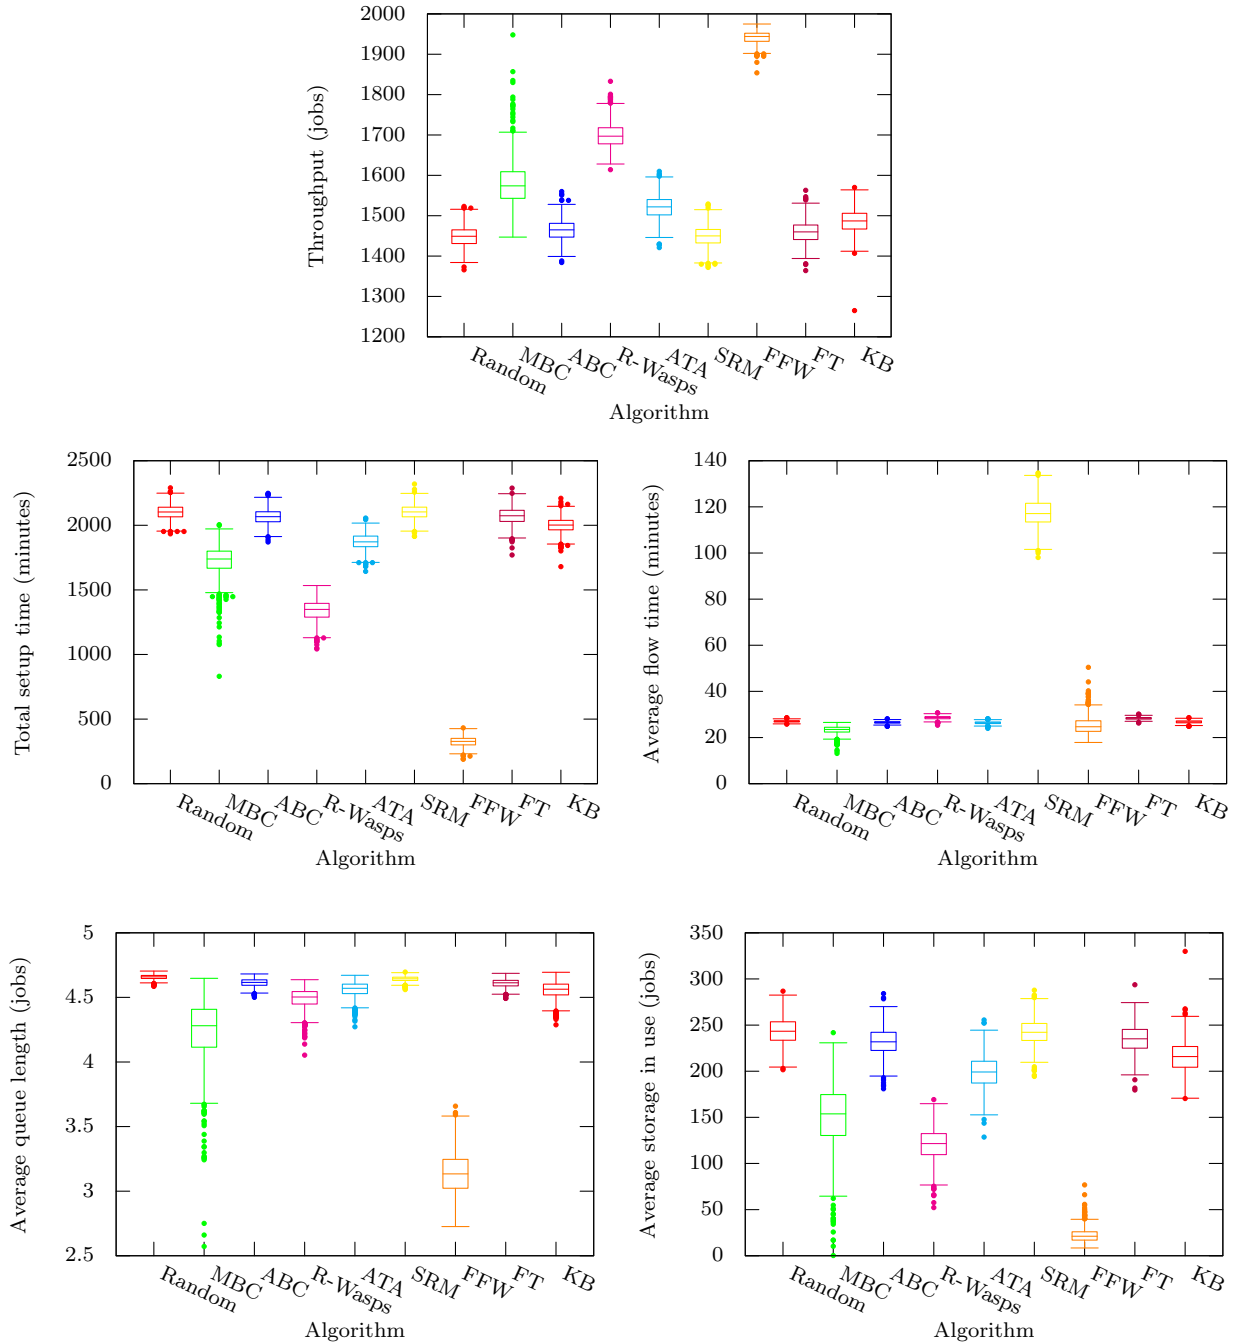 Throughput (jobs)
2000
1900
1800
1700
1600
1500
1400
1300
1200
Random
MBC
ABC
R-Wasps
ATA
SRM
FFW
FT
KB
Algorithm
Total setup time (minutes)
2500
2000
1500
1000
500
0
Random
MBC
ABC
R-Wasps
ATA
SRM
FFW
FT
KB
Algorithm
Average flow time (minutes)
140
120
100
80
60
40
20
0
Random
MBC
ABC
R-Wasps
ATA
SRM
FFW
FT
KB
Algorithm
Average queue length (jobs)
5
4.5
4
3.5
3
2.5
Random
MBC
ABC
R-Wasps
ATA
SRM
FFW
FT
KB
Algorithm
Average storage in use (jobs)
350
300
250
200
150
100
50
0
Random
MBC
ABC
R-Wasps
ATA
SRM
FFW
FT
KB
Algorithm